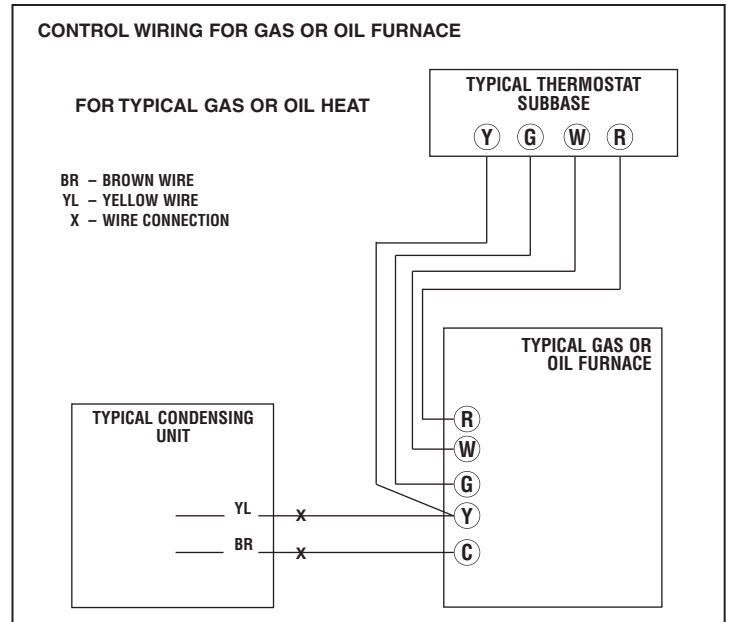 CONTROL WIRING FOR GAS OR OIL FURNACE
FOR TYPICAL GAS OR OIL HEAT
TYPICAL THERMOSTAT
SUBBASE
Y G W R
BR – BROWN WIRE
YL – YELLOW WIRE
X – WIRE CONNECTION
TYPICAL GAS OR
OIL FURNACE
R
W
G
Y
C
TYPICAL CONDENSING
UNIT
YL X
BR X